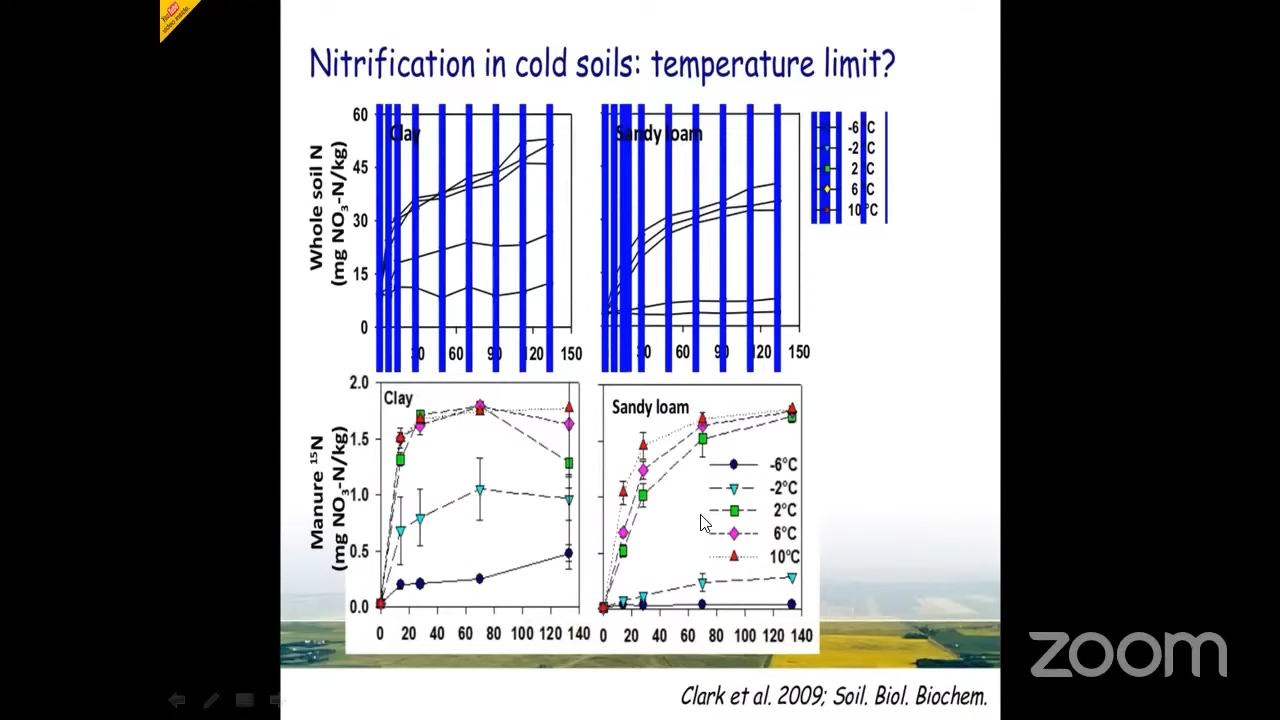 YouTube
video inside.
Nitrification in cold soils: temperature limit?
Whole soil N
(mg NO3-N/kg)
60
45
30
15
0
Clay
30 60 90 120 150
Sandy loam
30 60 90 120 150
-6°C
-2°C
2°C
6°C
10°C
Manure 15N
(mg NO3-N/kg)
2.0
1.5
1.0
0.5
0.0
Clay
0 20 40 60 80 100 120 140
Sandy loam
-6°C
-2°C
2°C
6°C
10°C
0 20 40 60 80 100 120 140
zoom
Clark et al. 2009; Soil. Biol. Biochem.